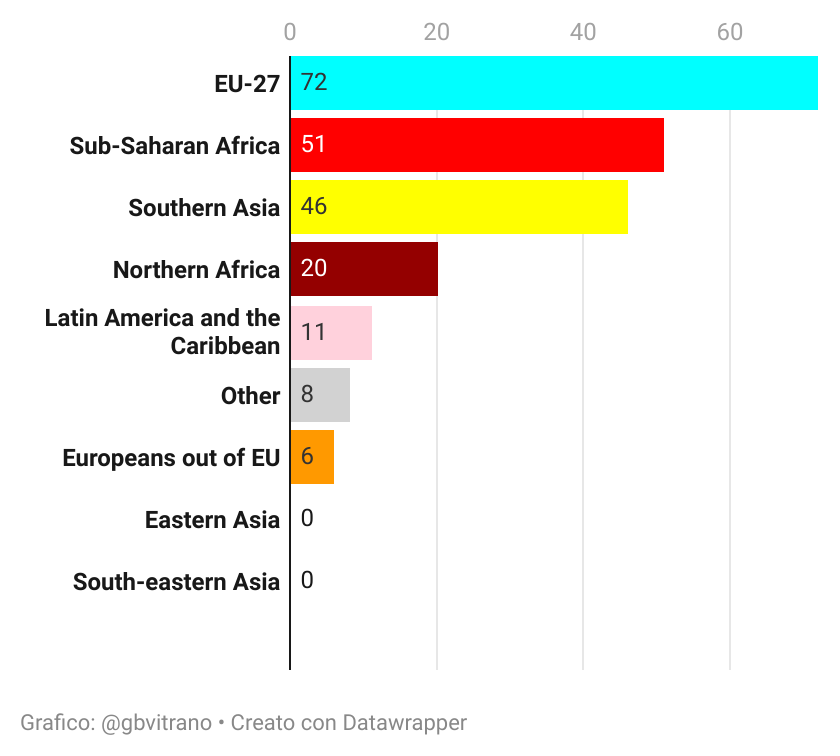 0 20 40 60
EU-27 72
Sub-Saharan Africa 51
Southern Asia 46
Northern Africa 20
Latin America and the
Caribbean 11
Other 8
Europeans out of EU 6
Eastern Asia 0
South-eastern Asia 0
Grafico: @gbvitrano • Creato con Datawrapper